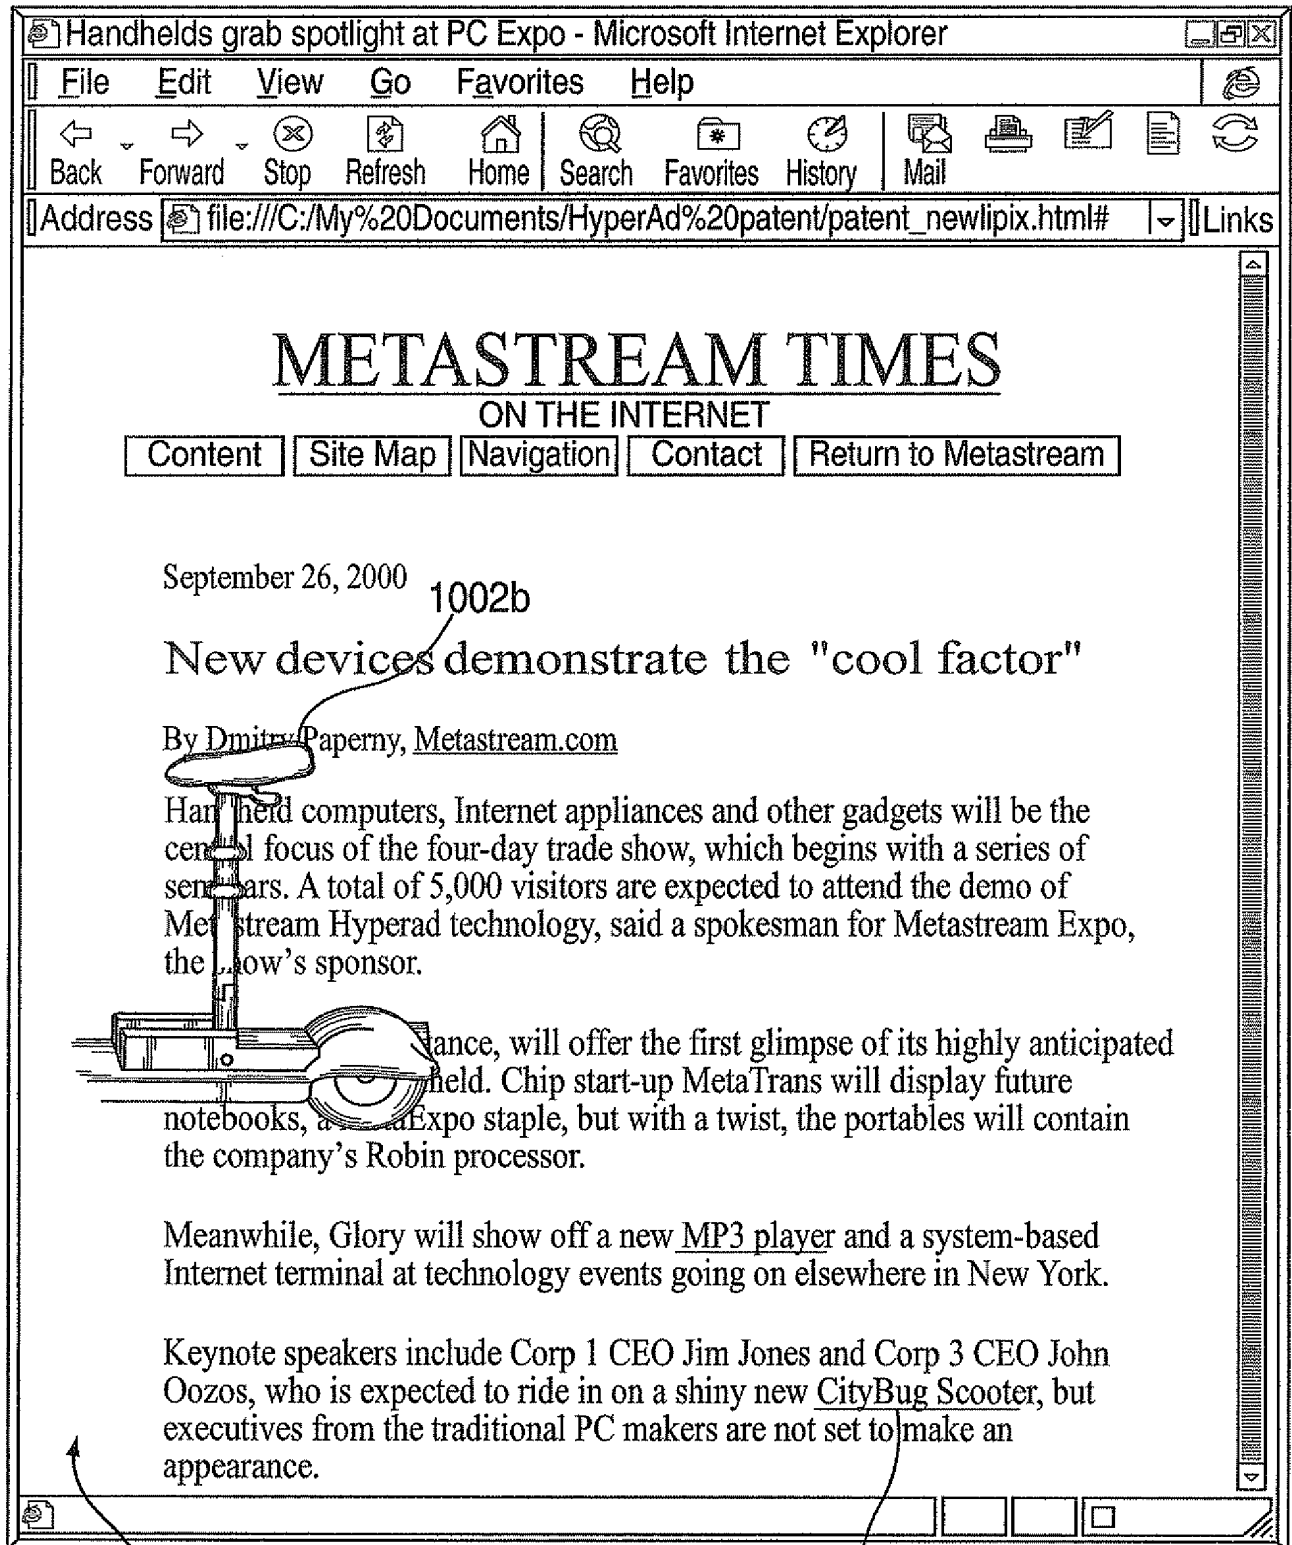 Handhelds grab spotlight at PC Expo - Microsoft Internet Explorer
File Edit View Go Favorites Help
Back Forward Stop Refresh Home Search Favorites History Mail
Address file:///C:/My%20Documents/HyperAd%20patent/patent_newlipix.html# Links
METASTREAM TIMES
ON THE INTERNET
Content Site Map Navigation Contact Return to Metastream
September 26, 2000
1002b
New devices demonstrate the "cool factor"
By Dmitry Paperny, Metastream.com
Handheld computers, Internet appliances and other gadgets will be the
central focus of the four-day trade show, which begins with a series of
seminars. A total of 5,000 visitors are expected to attend the demo of
Metastream Hyperad technology, said a spokesman for Metastream Expo,
the show's sponsor.
will offer the first glimpse of its highly anticipated
held. Chip start-up MetaTrans will display future
notebooks, a Expo staple, but with a twist, the portables will contain
the company's Robin processor.
Meanwhile, Glory will show off a new MP3 player and a system-based
Internet terminal at technology events going on elsewhere in New York.
Keynote speakers include Corp 1 CEO Jim Jones and Corp 3 CEO John
Oozos, who is expected to ride in on a shiny new CityBug Scooter, but
executives from the traditional PC makers are not set to make an
appearance.